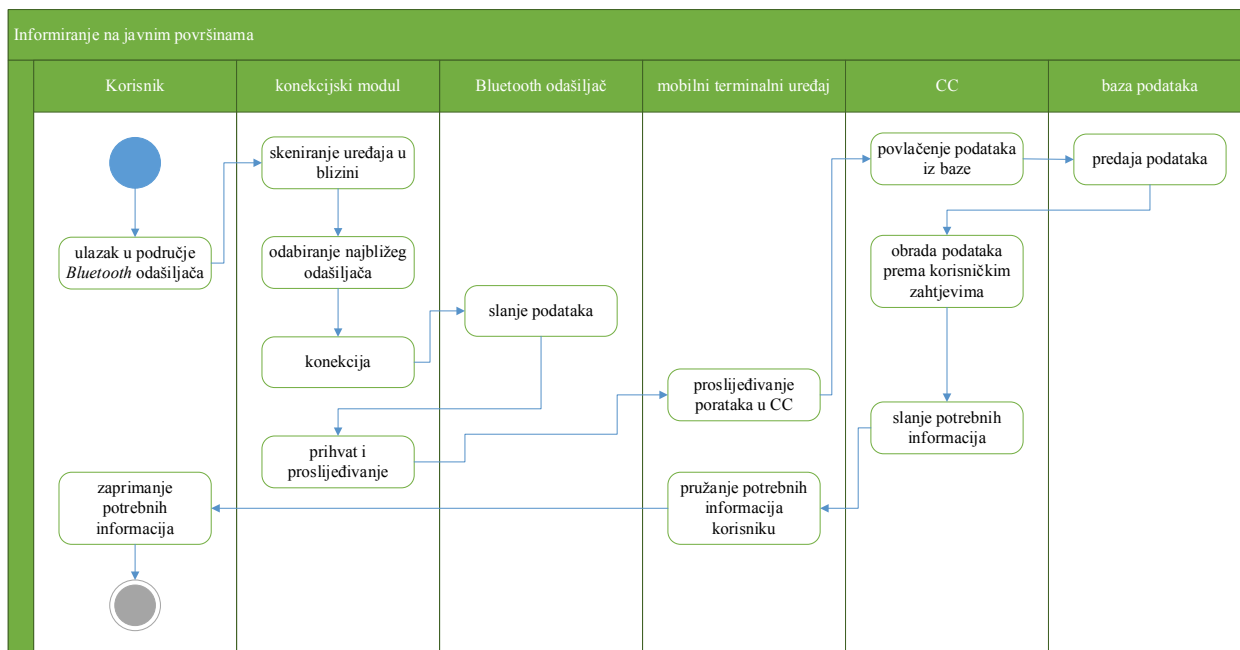 Informiranje na javnim površinama
Korisnik
konekcijski modul
Bluetooth odašiljač
mobilni terminalni uređaj
CC
baza podataka
ulazak u područje
Bluetooth odašiljača
skeniranje uređaja u
blizini
odabiranje najbližeg
odašiljača
konekcija
slanje podataka
prihvat i
proslijeđivanje
proslijeđivanje
porataka u CC
povlačenje podataka
iz baze
predaja podataka
obrada podataka
prema korisničkim
zahtjevima
slanje potrebnih
informacija
pružanje potrebnih
informacija
korisniku
zaprimanje
potrebnih
informacija